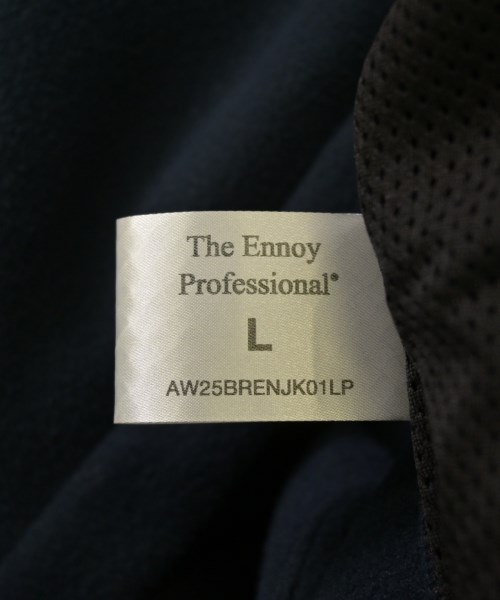 The Ennoy
Professional®
L
AW25BRENJK01LP